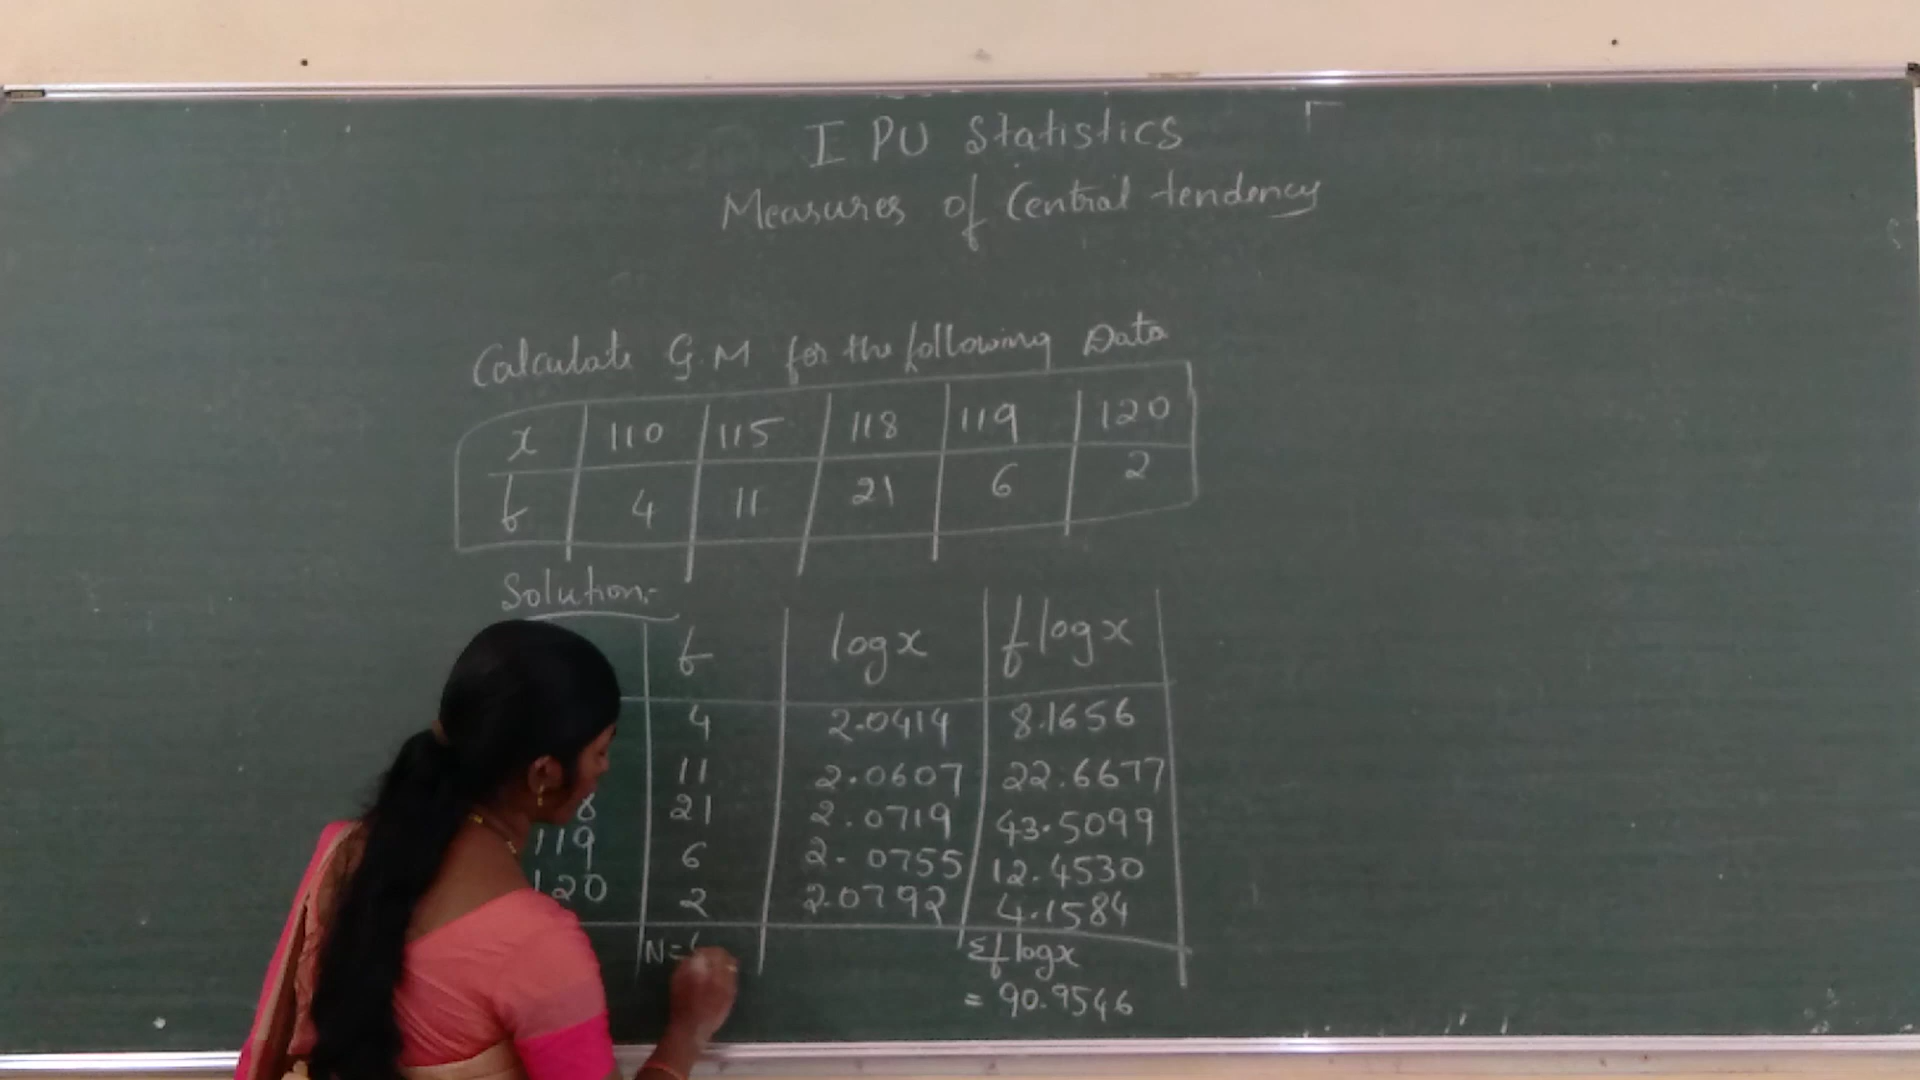 I PU Statistics
Measures of Central tendency
Calculate G.M for the following Data
x 110 115 118 119 120
f 4 11 21 6 2
Solution:-
f log x f log x
4 2.0414 8.1656
11 2.0607 22.6677
8 21 2.0719 43.5099
119 6 2.0755 12.4530
120 2 2.0792 4.1584
N= Σf log x
= 90.9546